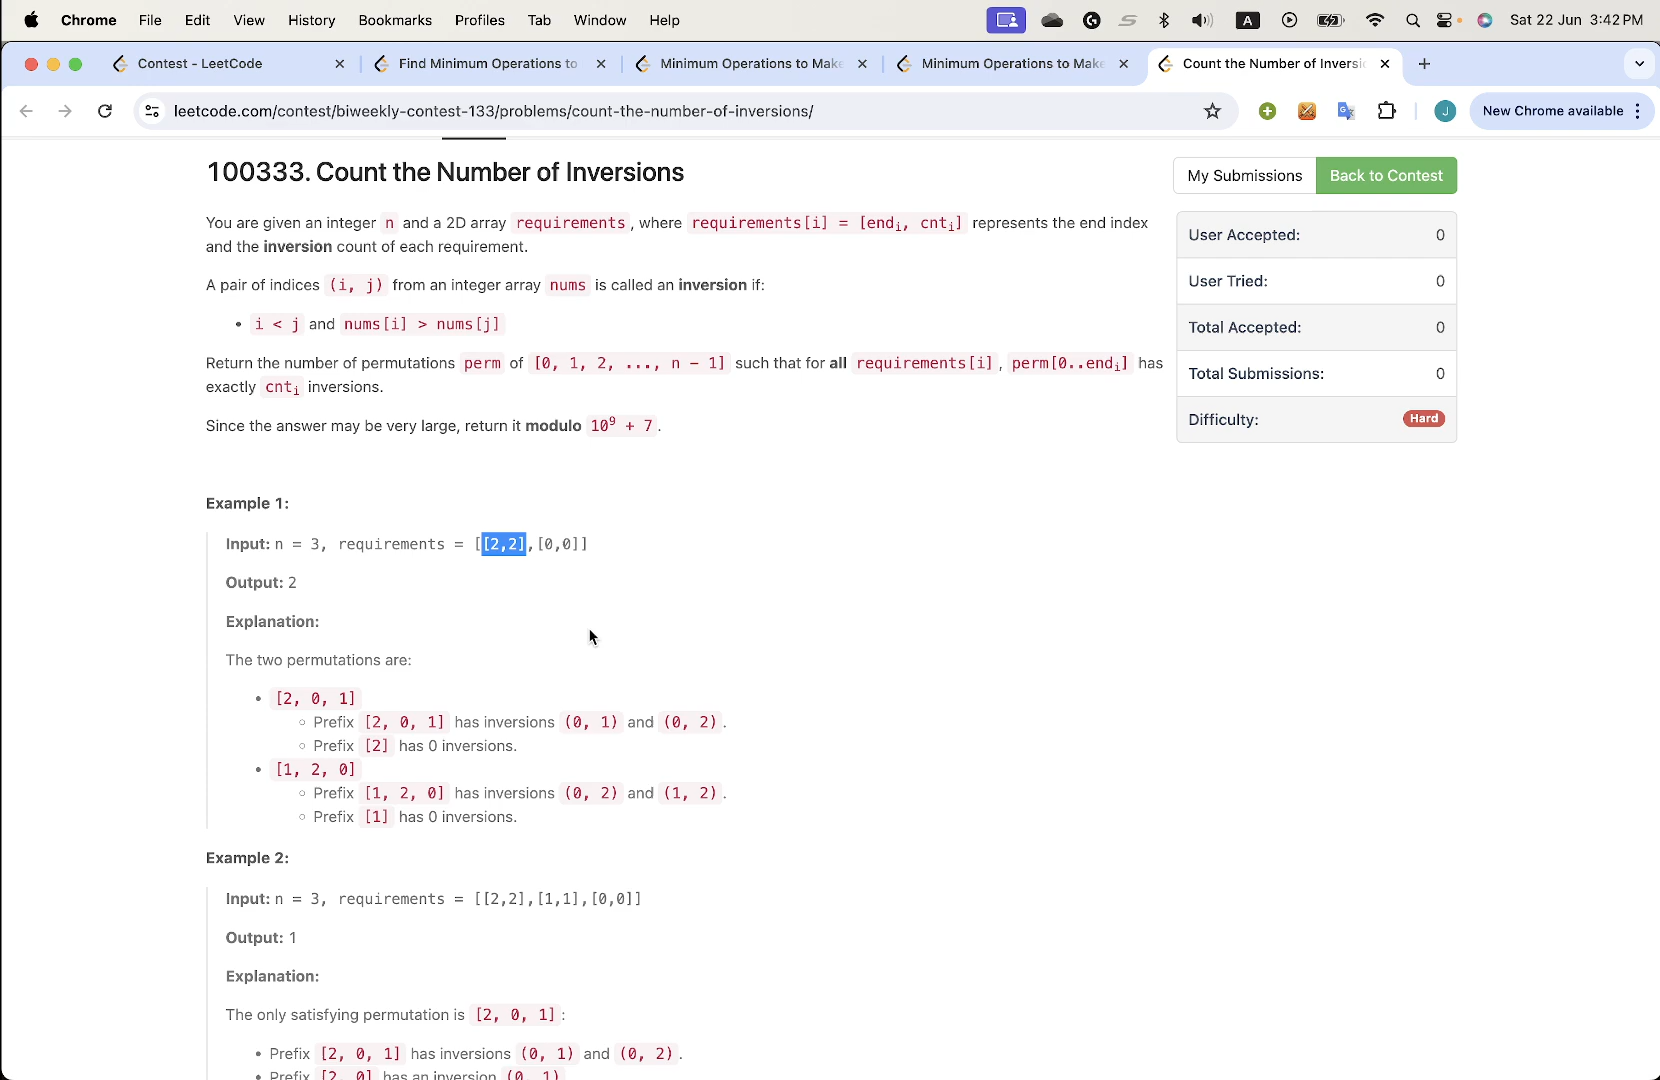 Chrome File Edit View History Bookmarks Profiles Tab Window Help A Sat 22 Jun 3:42 PM
Contest - LeetCode Find Minimum Operations to Minimum Operations to Make Minimum Operations to Make Count the Number of Inversi
leetcode.com/contest/biweekly-contest-133/problems/count-the-number-of-inversions/ J New Chrome available
100333. Count the Number of Inversions
My Submissions Back to Contest
You are given an integer n and a 2D array requirements, where requirements[i] = [endᵢ, cntᵢ] represents the end index
and the inversion count of each requirement.
User Accepted: 0
A pair of indices (i, j) from an integer array nums is called an inversion if:
User Tried: 0
• i < j and nums[i] > nums[j]
Total Accepted: 0
Return the number of permutations perm of [0, 1, 2, ..., n - 1] such that for all requirements[i], perm[0..endᵢ] has
exactly cntᵢ inversions.
Total Submissions: 0
Since the answer may be very large, return it modulo 10⁹ + 7.
Difficulty: Hard
Example 1:
Input: n = 3, requirements = [[2,2],[0,0]]
Output: 2
Explanation:
The two permutations are:
• [2, 0, 1]
◦ Prefix [2, 0, 1] has inversions (0, 1) and (0, 2).
◦ Prefix [2] has 0 inversions.
• [1, 2, 0]
◦ Prefix [1, 2, 0] has inversions (0, 2) and (1, 2).
◦ Prefix [1] has 0 inversions.
Example 2:
Input: n = 3, requirements = [[2,2],[1,1],[0,0]]
Output: 1
Explanation:
The only satisfying permutation is [2, 0, 1]:
• Prefix [2, 0, 1] has inversions (0, 1) and (0, 2).
• Prefix [2, 0] has an inversion (0, 1)